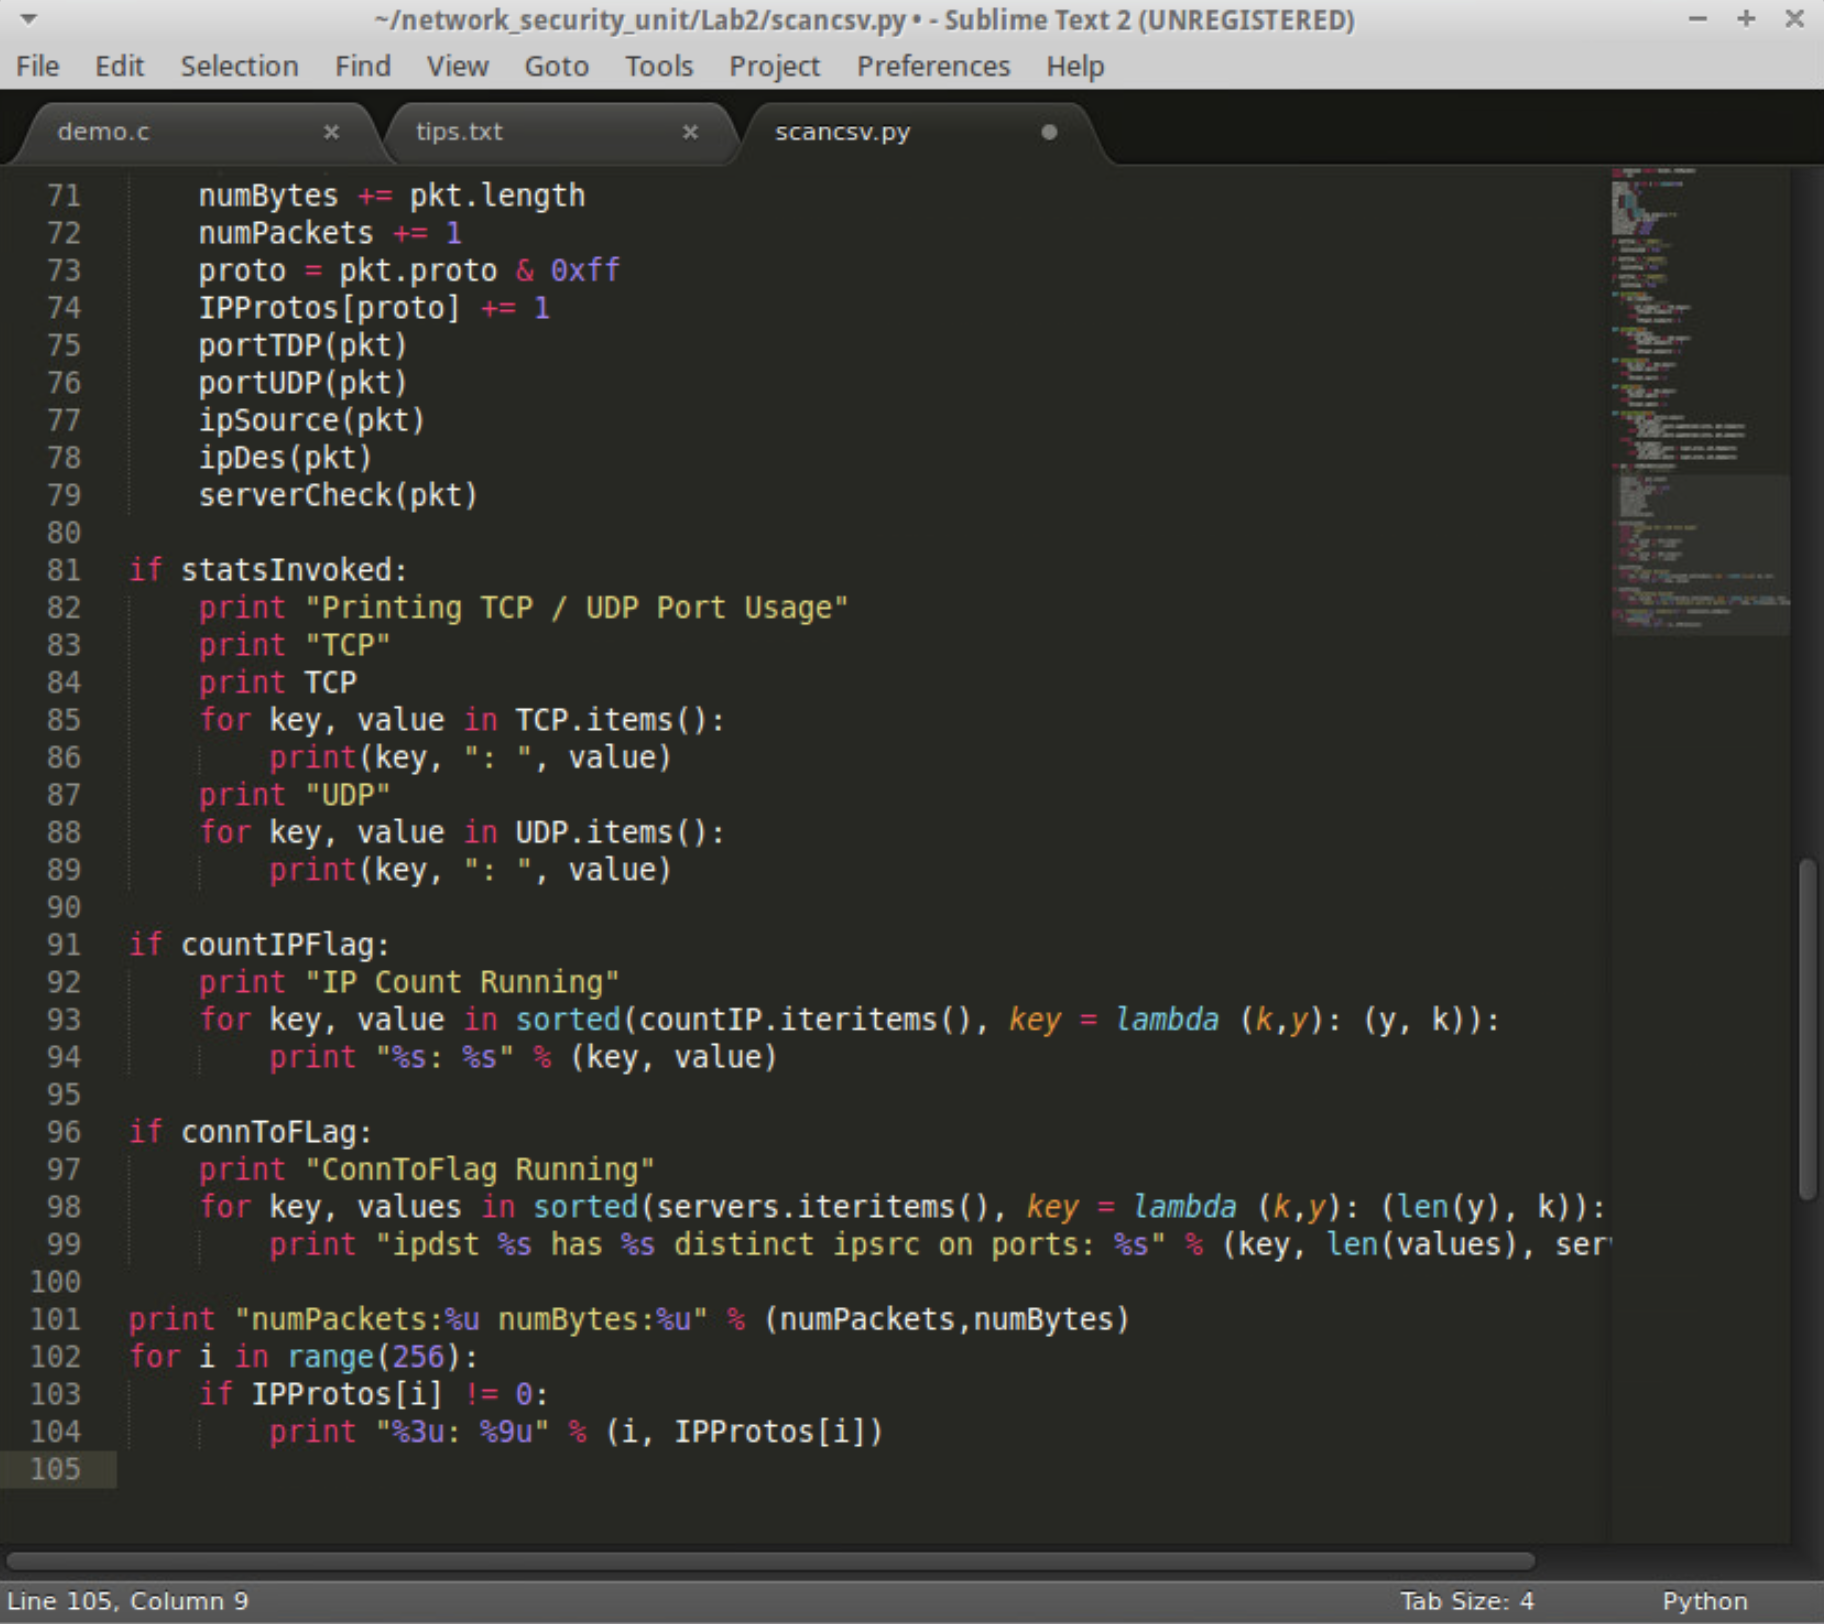 ~/network_security_unit/Lab2/scancsv.py • - Sublime Text 2 (UNREGISTERED)
File Edit Selection Find View Goto Tools Project Preferences Help
demo.c × tips.txt × scancsv.py
71 numBytes += pkt.length
72 numPackets += 1
73 proto = pkt.proto & 0xff
74 IPProtos[proto] += 1
75 portTDP(pkt)
76 portUDP(pkt)
77 ipSource(pkt)
78 ipDes(pkt)
79 serverCheck(pkt)
80
81 if statsInvoked:
82 print "Printing TCP / UDP Port Usage"
83 print "TCP"
84 print TCP
85 for key, value in TCP.items():
86 print(key, ": ", value)
87 print "UDP"
88 for key, value in UDP.items():
89 print(key, ": ", value)
90
91 if countIPFlag:
92 print "IP Count Running"
93 for key, value in sorted(countIP.iteritems(), key = lambda (k,y): (y, k)):
94 print "%s: %s" % (key, value)
95
96 if connToFLag:
97 print "ConnToFlag Running"
98 for key, values in sorted(servers.iteritems(), key = lambda (k,y): (len(y), k)):
99 print "ipdst %s has %s distinct ipsrc on ports: %s" % (key, len(values), ser
100
101 print "numPackets:%u numBytes:%u" % (numPackets,numBytes)
102 for i in range(256):
103 if IPProtos[i] != 0:
104 print "%3u: %9u" % (i, IPProtos[i])
105
Line 105, Column 9 Tab Size: 4 Python